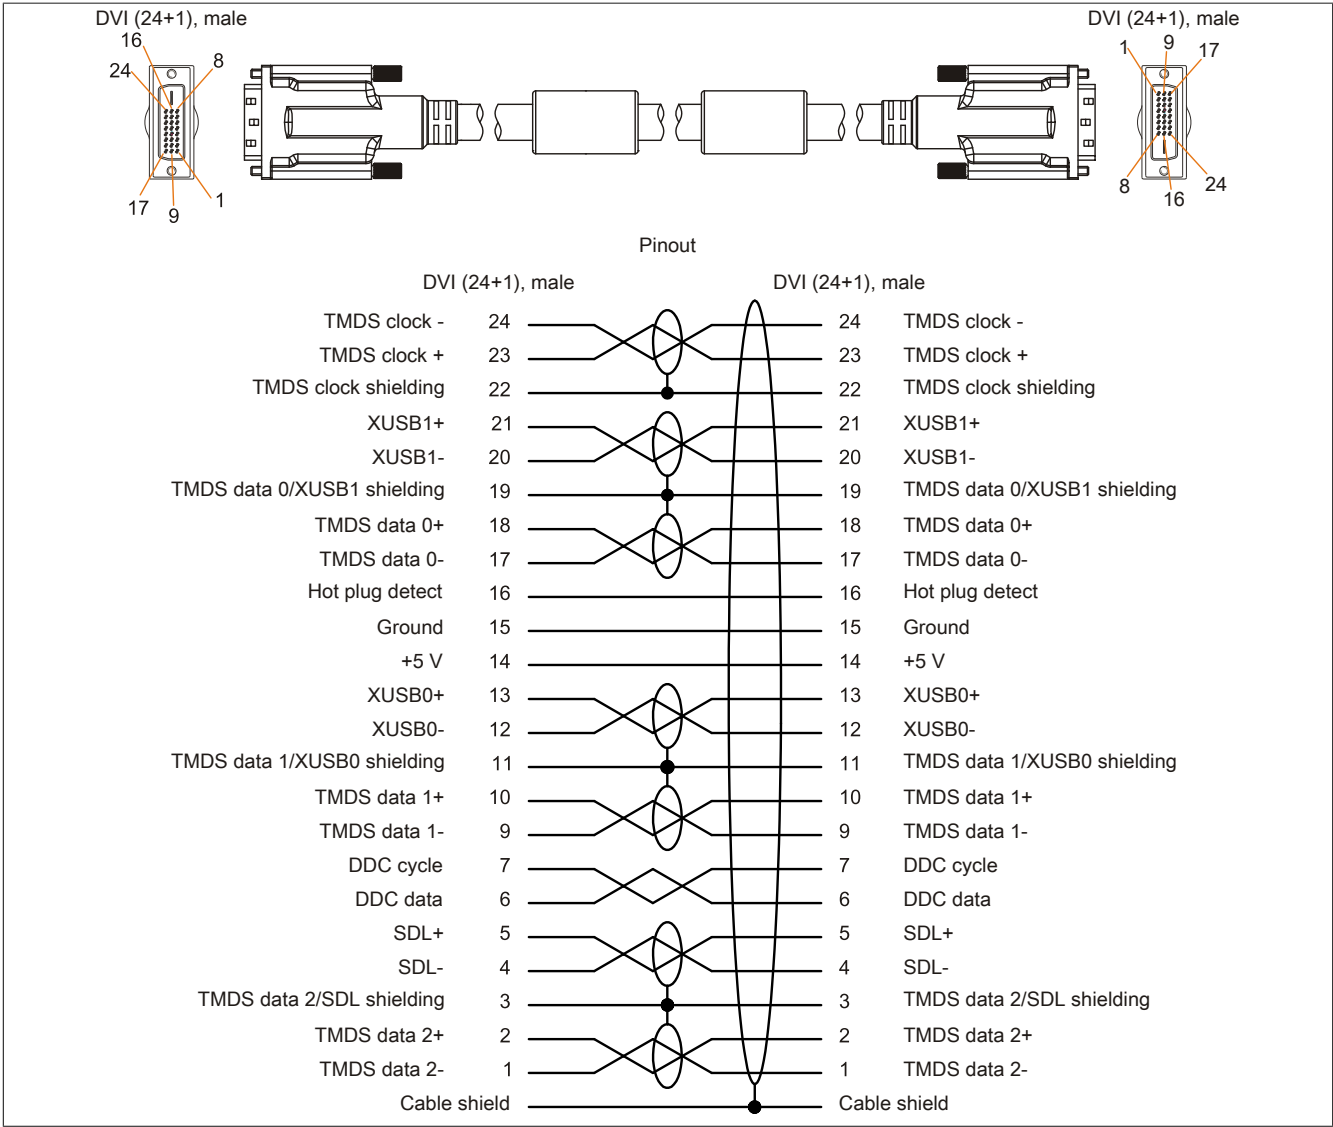 DVI (24+1), male
DVI (24+1), male
16
24
8
17
9
1
1
9
17
8
16
24
Pinout
DVI (24+1), male DVI (24+1), male
TMDS clock - 24 24 TMDS clock -
TMDS clock + 23 23 TMDS clock +
TMDS clock shielding 22 22 TMDS clock shielding
XUSB1+ 21 21 XUSB1+
XUSB1- 20 20 XUSB1-
TMDS data 0/XUSB1 shielding 19 19 TMDS data 0/XUSB1 shielding
TMDS data 0+ 18 18 TMDS data 0+
TMDS data 0- 17 17 TMDS data 0-
Hot plug detect 16 16 Hot plug detect
Ground 15 15 Ground
+5 V 14 14 +5 V
XUSB0+ 13 13 XUSB0+
XUSB0- 12 12 XUSB0-
TMDS data 1/XUSB0 shielding 11 11 TMDS data 1/XUSB0 shielding
TMDS data 1+ 10 10 TMDS data 1+
TMDS data 1- 9 9 TMDS data 1-
DDC cycle 7 7 DDC cycle
DDC data 6 6 DDC data
SDL+ 5 5 SDL+
SDL- 4 4 SDL-
TMDS data 2/SDL shielding 3 3 TMDS data 2/SDL shielding
TMDS data 2+ 2 2 TMDS data 2+
TMDS data 2- 1 1 TMDS data 2-
Cable shield Cable shield